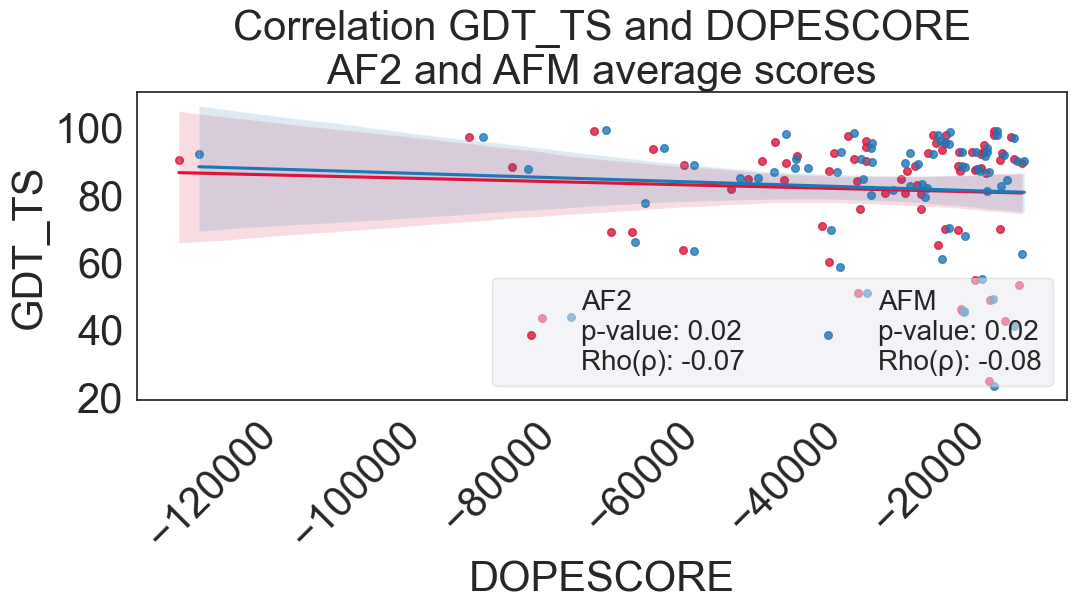 Correlation GDT_TS and DOPESCORE
AF2 and AFM average scores
GDT_TS
100
80
60
40
20
AF2
p-value: 0.02
Rho(ρ): -0.07
AFM
p-value: 0.02
Rho(ρ): -0.08
−120000
−100000
−80000
−60000
−40000
−20000
DOPESCORE